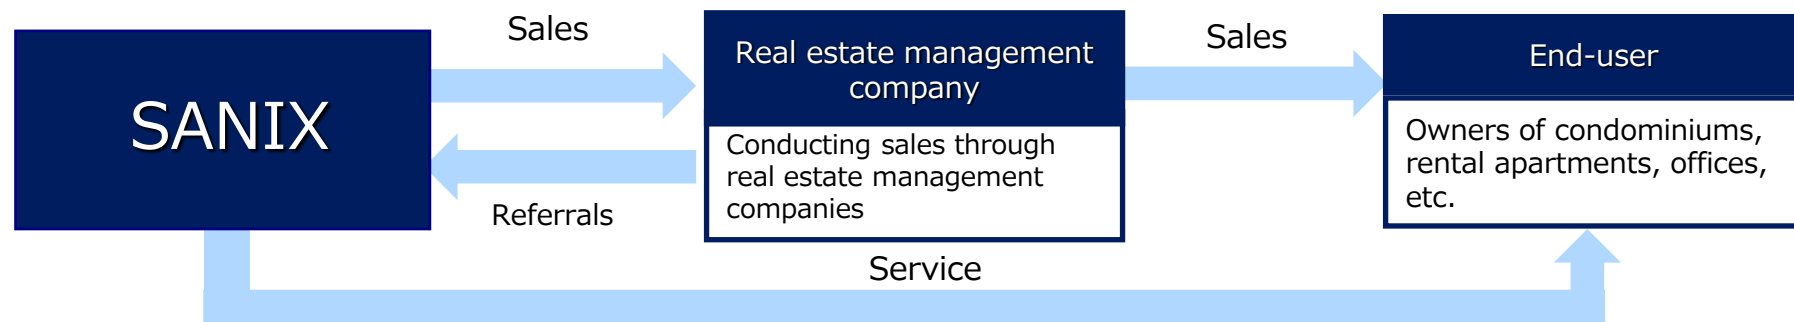 SANIX
Sales
Referrals
Real estate management
company
Conducting sales through
real estate management
companies
Sales
End-user
Owners of condominiums,
rental apartments, offices,
etc.
Service